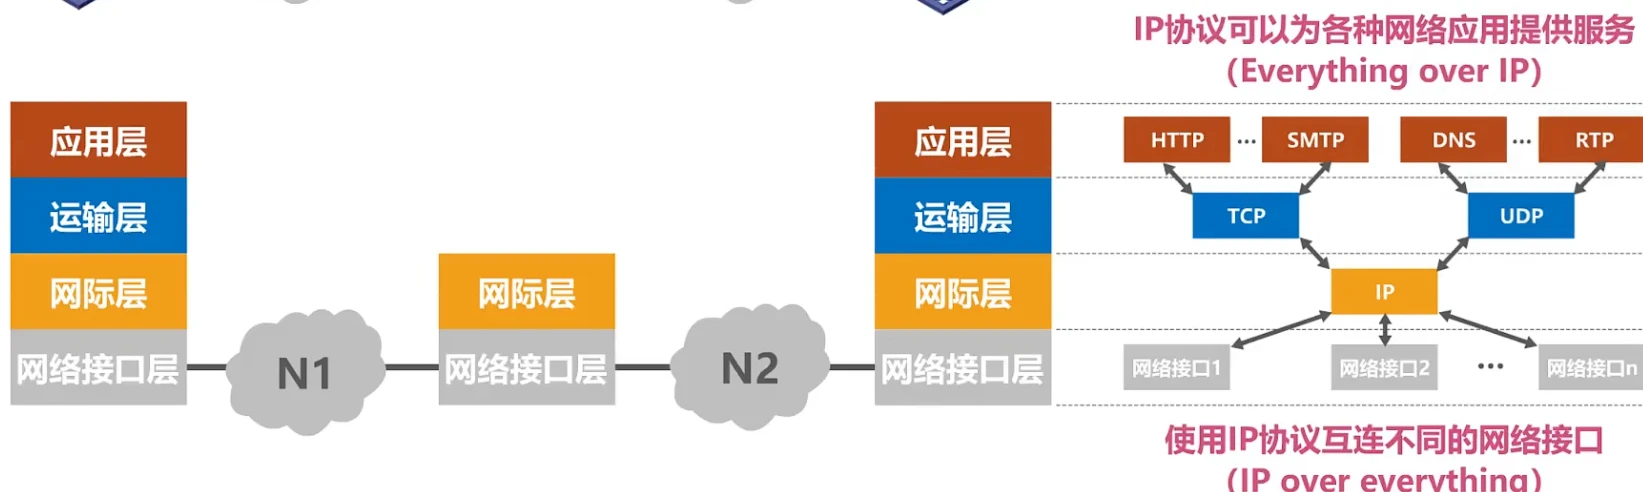 IP协议可以为各种网络应用提供服务
（Everything over IP）
应用层
运输层
网际层
网络接口层
N1
网际层
网络接口层
N2
应用层
运输层
网际层
网络接口层
HTTP ... SMTP DNS ... RTP
TCP UDP
IP
网络接口1 网络接口2 ... 网络接口n
使用IP协议互连不同的网络接口
（IP over everything）